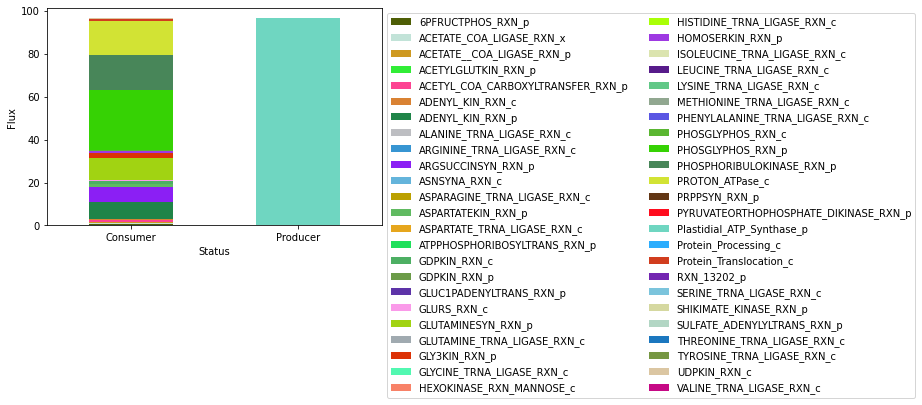 100
80
60
40
20
0
Flux
Consumer
Producer
Status
6PFRUCTPHOS_RXN_p
ACETATE_COA_LIGASE_RXN_x
ACETATE__COA_LIGASE_RXN_p
ACETYLGLUTKIN_RXN_p
ACETYL_COA_CARBOXYLTRANSFER_RXN_p
ADENYL_KIN_RXN_c
ADENYL_KIN_RXN_p
ALANINE_TRNA_LIGASE_RXN_c
ARGININE_TRNA_LIGASE_RXN_c
ARGSUCCINSYN_RXN_p
ASNSYNA_RXN_c
ASPARAGINE_TRNA_LIGASE_RXN_c
ASPARTATEKIN_RXN_p
ASPARTATE_TRNA_LIGASE_RXN_c
ATPPHOSPHORIBOSYLTRANS_RXN_p
GDPKIN_RXN_c
GDPKIN_RXN_p
GLUC1PADENYLTRANS_RXN_p
GLURS_RXN_c
GLUTAMINESYN_RXN_p
GLUTAMINE_TRNA_LIGASE_RXN_c
GLY3KIN_RXN_p
GLYCINE_TRNA_LIGASE_RXN_c
HEXOKINASE_RXN_MANNOSE_c
HISTIDINE_TRNA_LIGASE_RXN_c
HOMOSERKIN_RXN_p
ISOLEUCINE_TRNA_LIGASE_RXN_c
LEUCINE_TRNA_LIGASE_RXN_c
LYSINE_TRNA_LIGASE_RXN_c
METHIONINE_TRNA_LIGASE_RXN_c
PHENYLALANINE_TRNA_LIGASE_RXN_c
PHOSGLYPHOS_RXN_c
PHOSGLYPHOS_RXN_p
PHOSPHORIBULOKINASE_RXN_p
PROTON_ATPase_c
PRPPSYN_RXN_p
PYRUVATEORTHOPHOSPHATE_DIKINASE_RXN_p
Plastidial_ATP_Synthase_p
Protein_Processing_c
Protein_Translocation_c
RXN_13202_p
SERINE_TRNA_LIGASE_RXN_c
SHIKIMATE_KINASE_RXN_p
SULFATE_ADENYLYLTRANS_RXN_p
THREONINE_TRNA_LIGASE_RXN_c
TYROSINE_TRNA_LIGASE_RXN_c
UDPKIN_RXN_c
VALINE_TRNA_LIGASE_RXN_c